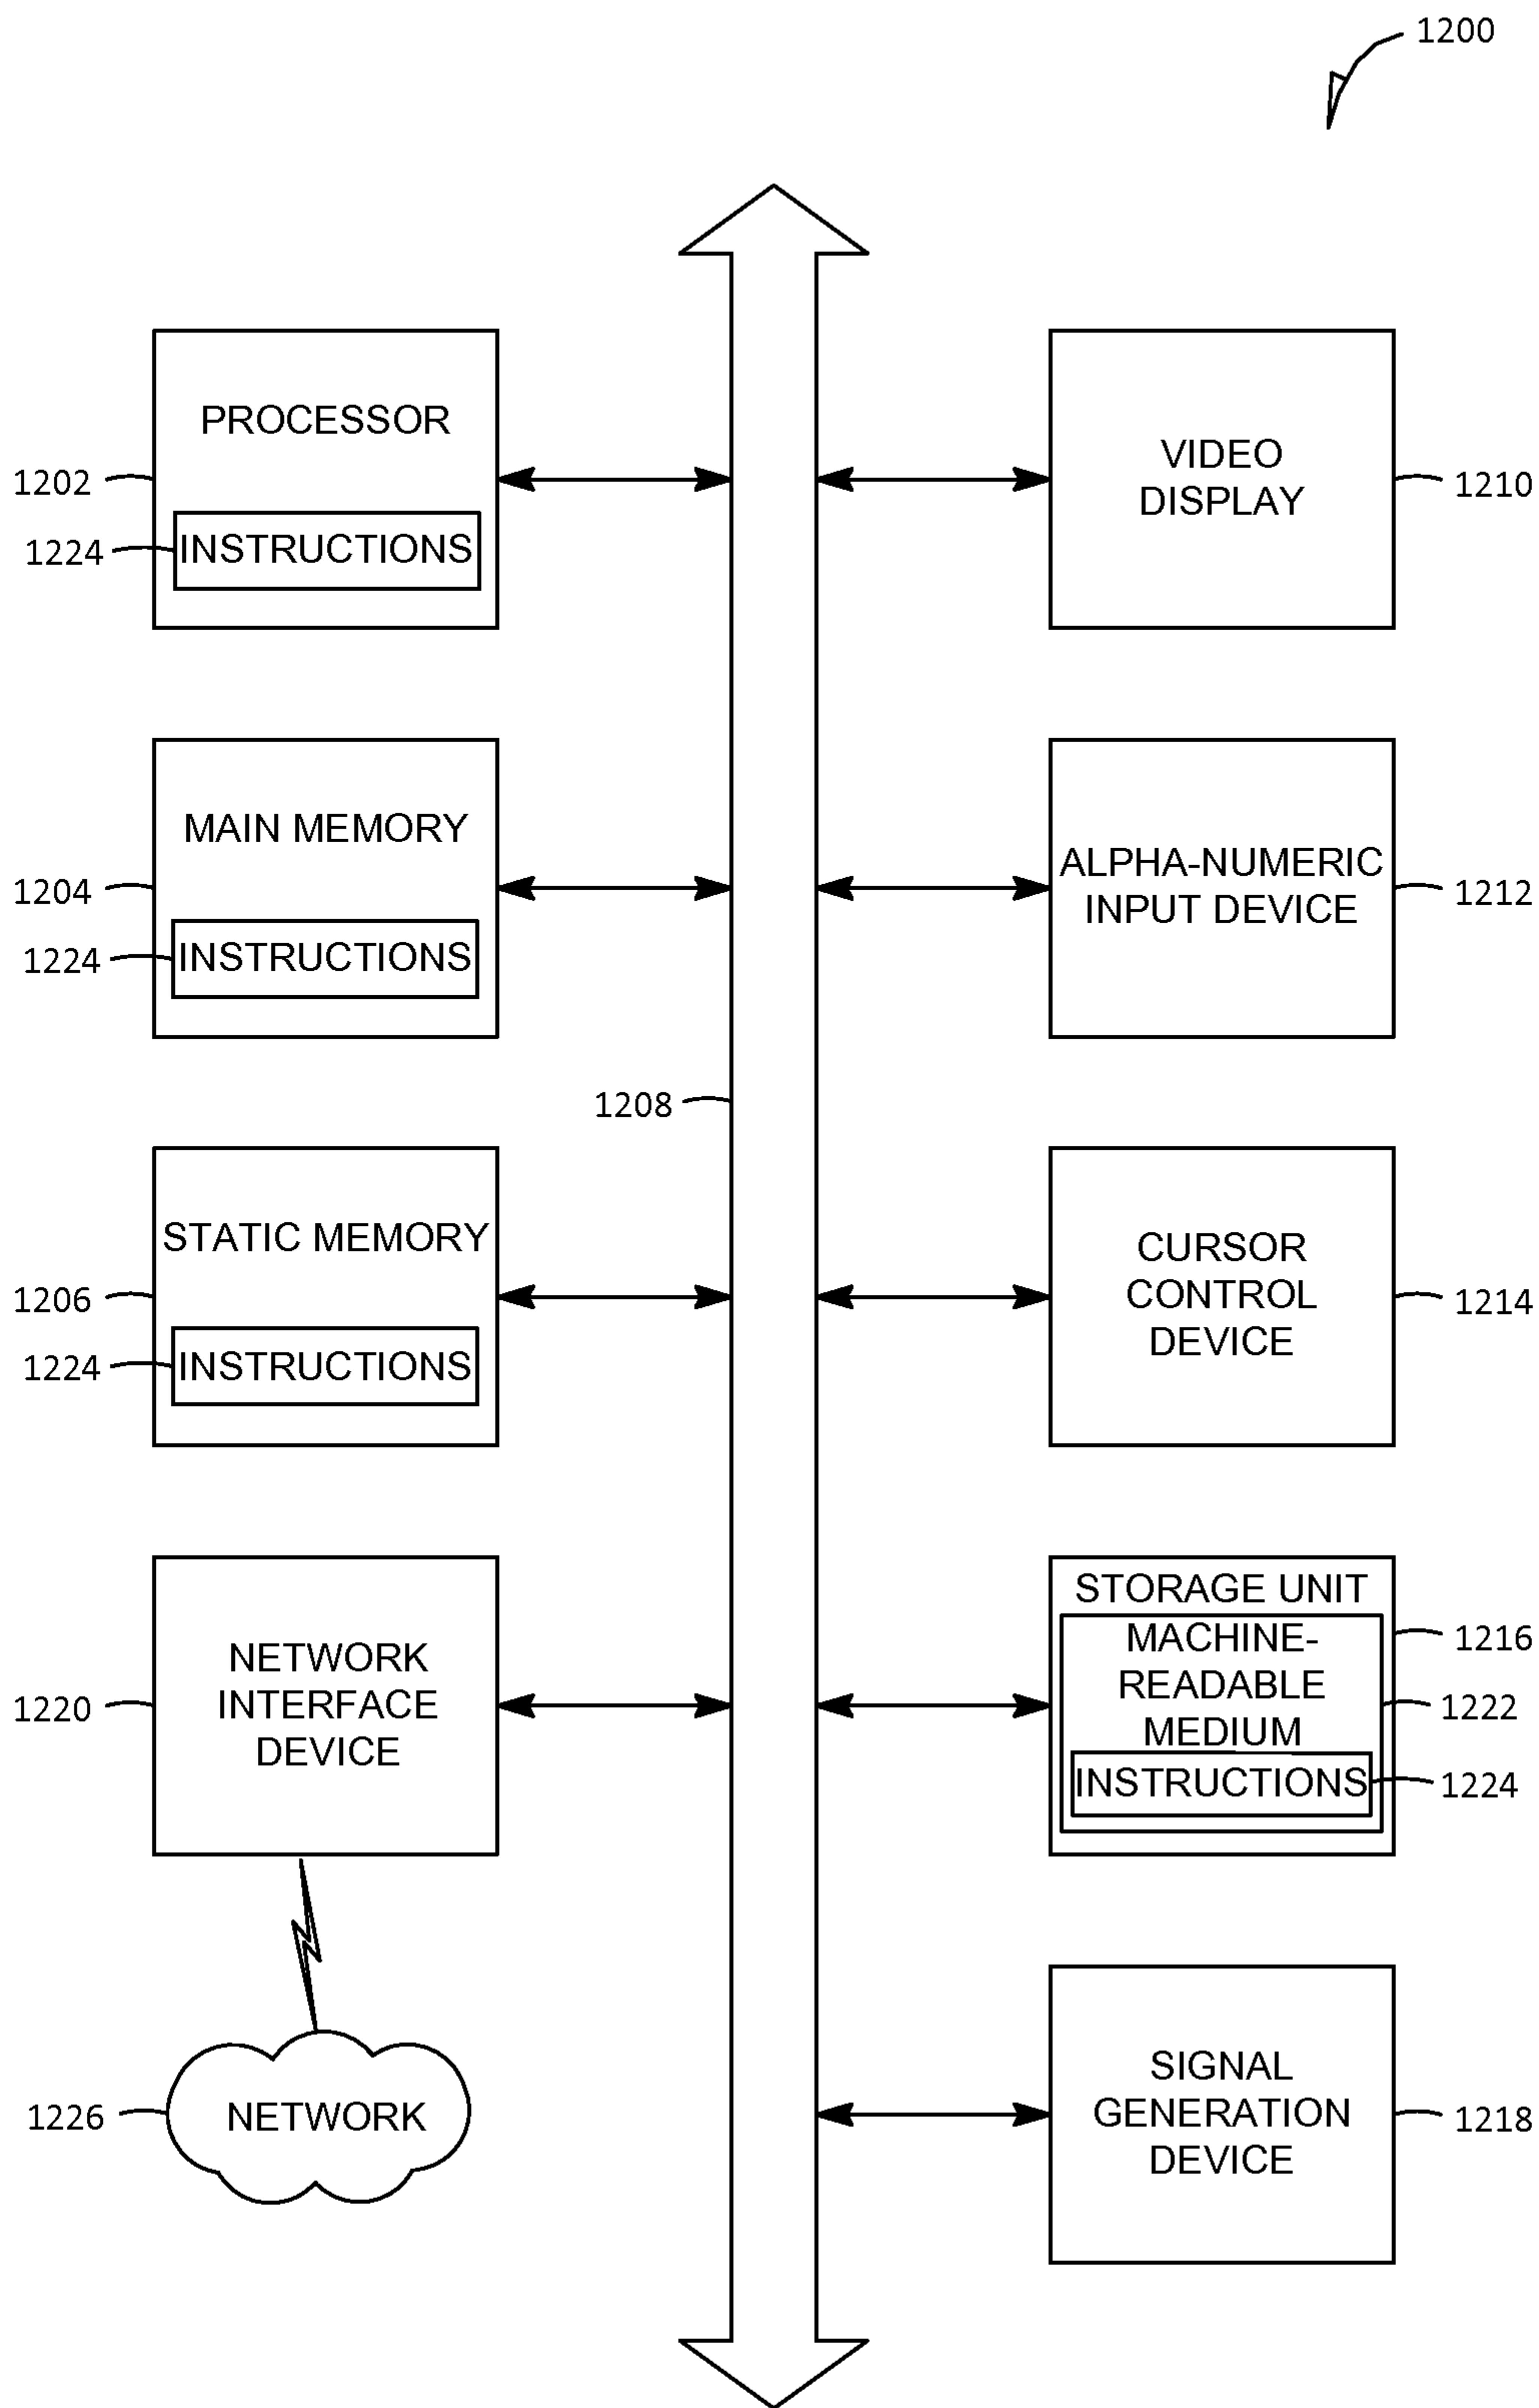 1200
PROCESSOR
1202
1224
INSTRUCTIONS
VIDEO
DISPLAY
1210
MAIN MEMORY
1204
1224
INSTRUCTIONS
ALPHA-NUMERIC
INPUT DEVICE
1212
1208
STATIC MEMORY
1206
1224
INSTRUCTIONS
CURSOR
CONTROL
DEVICE
1214
NETWORK
INTERFACE
DEVICE
1220
STORAGE UNIT
MACHINE-
READABLE
MEDIUM
INSTRUCTIONS
1216
1222
1224
NETWORK
1226
SIGNAL
GENERATION
DEVICE
1218